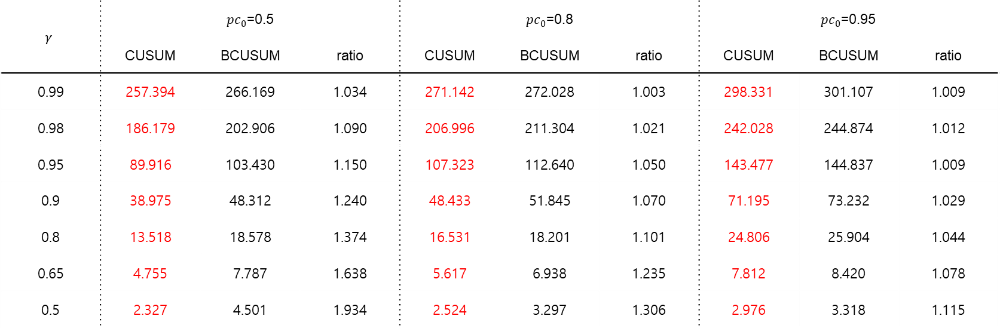 pc₀=0.5 pc₀=0.8 pc₀=0.95
γ
CUSUM BCUSUM ratio CUSUM BCUSUM ratio CUSUM BCUSUM ratio
0.99 257.394 266.169 1.034 271.142 272.028 1.003 298.331 301.107 1.009
0.98 186.179 202.906 1.090 206.996 211.304 1.021 242.028 244.874 1.012
0.95 89.916 103.430 1.150 107.323 112.640 1.050 143.477 144.837 1.009
0.9 38.975 48.312 1.240 48.433 51.845 1.070 71.195 73.232 1.029
0.8 13.518 18.578 1.374 16.531 18.201 1.101 24.806 25.904 1.044
0.65 4.755 7.787 1.638 5.617 6.938 1.235 7.812 8.420 1.078
0.5 2.327 4.501 1.934 2.524 3.297 1.306 2.976 3.318 1.115